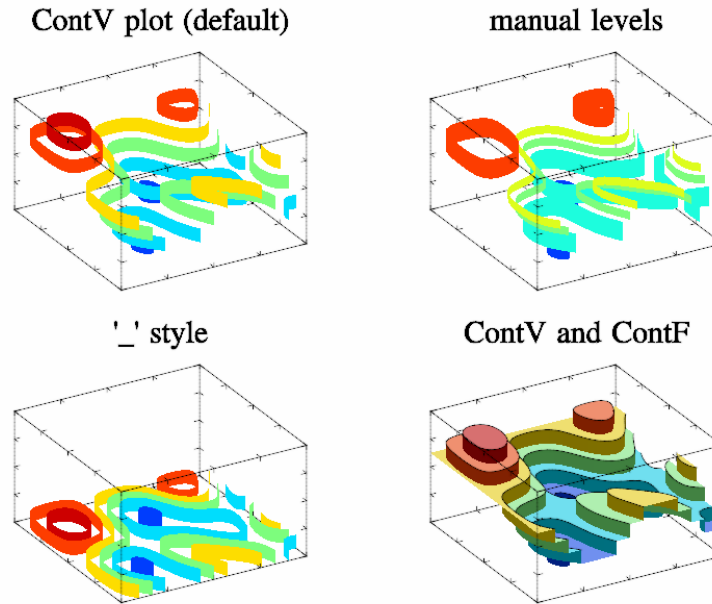 ContV plot (default)
manual levels
'_' style
ContV and ContF